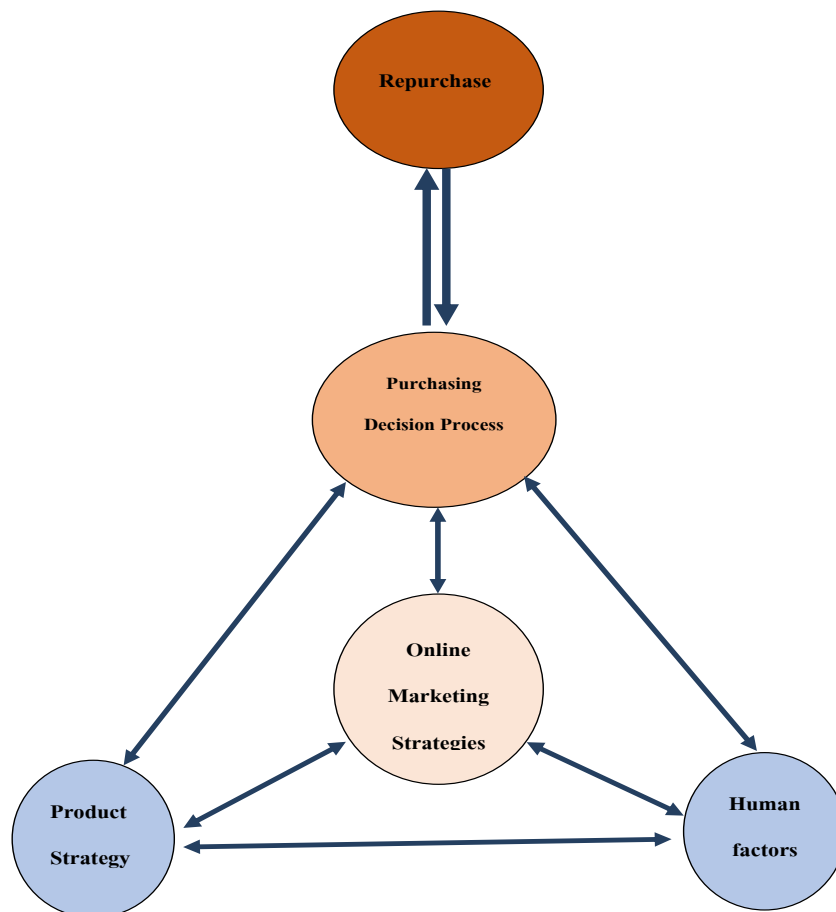 Repurchase
Purchasing
Decision Process
Online
Marketing
Strategies
Product
Strategy
Human
factors